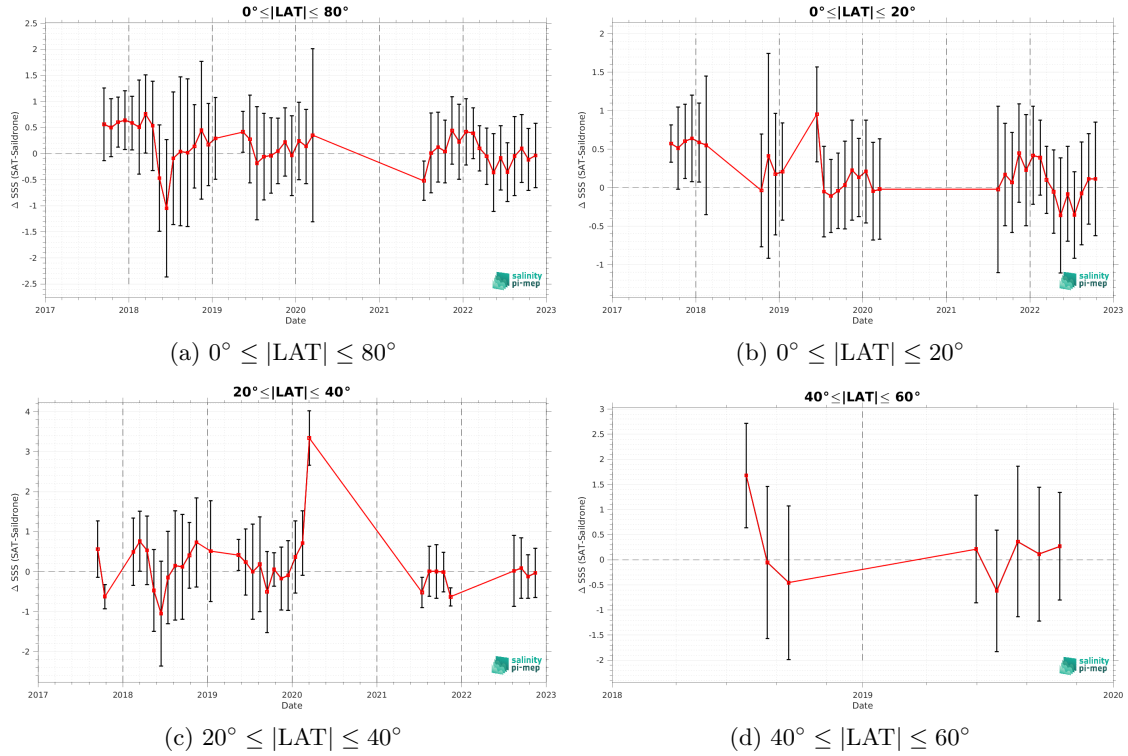 0°≤|LAT|≤ 80°
Δ SSS (SAT-Saildrone)
2.5
2
1.5
1
0.5
0
-0.5
-1
-1.5
-2
-2.5
2017 2018 2019 2020 2021 2022 2023
Date
salinity
pi-mep
(a) 0° ≤ |LAT| ≤ 80°
0°≤|LAT|≤ 20°
Δ SSS (SAT-Saildrone)
2
1.5
1
0.5
0
-0.5
-1
2017 2018 2019 2020 2021 2022 2023
Date
salinity
pi-mep
(b) 0° ≤ |LAT| ≤ 20°
20°≤|LAT|≤ 40°
Δ SSS (SAT-Saildrone)
4
3
2
1
0
-1
-2
2017 2018 2019 2020 2021 2022 2023
Date
salinity
pi-mep
(c) 20° ≤ |LAT| ≤ 40°
40°≤|LAT|≤ 60°
Δ SSS (SAT-Saildrone)
3
2.5
2
1.5
1
0.5
0
-0.5
-1
-1.5
-2
2018 2019 2020
Date
salinity
pi-mep
(d) 40° ≤ |LAT| ≤ 60°